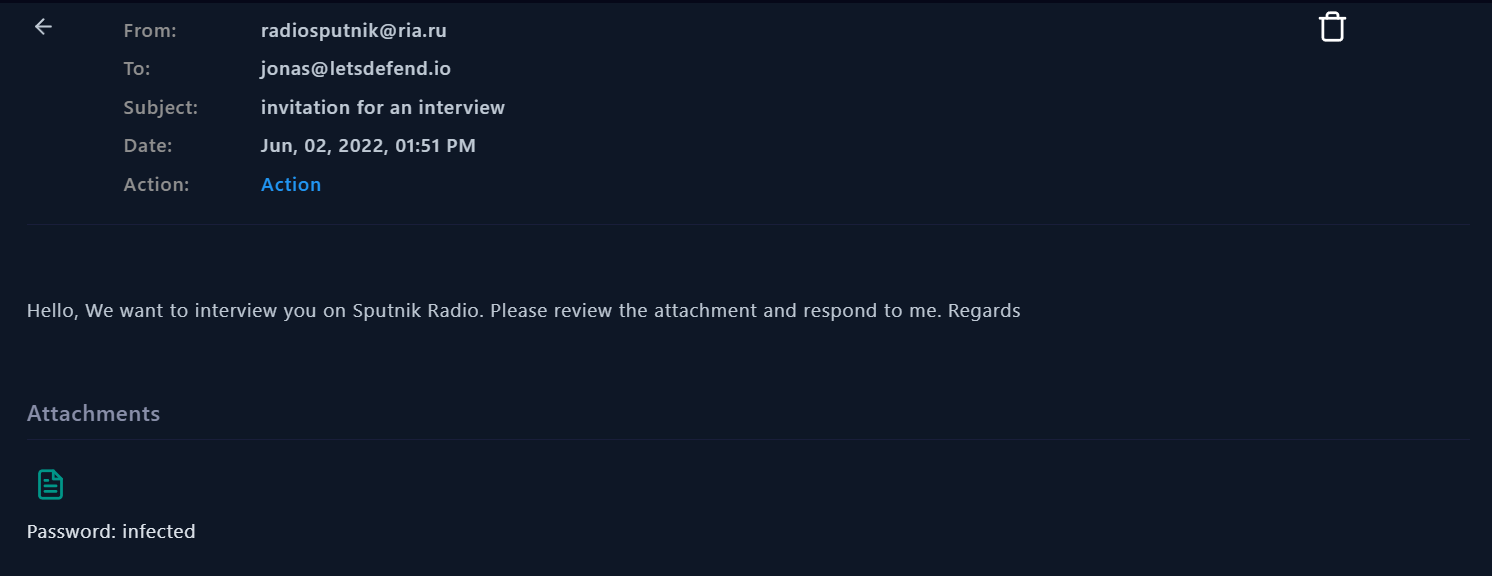 From: radiosputnik@ria.ru
To: jonas@letsdefend.io
Subject: invitation for an interview
Date: Jun, 02, 2022, 01:51 PM
Action: Action
Hello, We want to interview you on Sputnik Radio. Please review the attachment and respond to me. Regards
Attachments
Password: infected